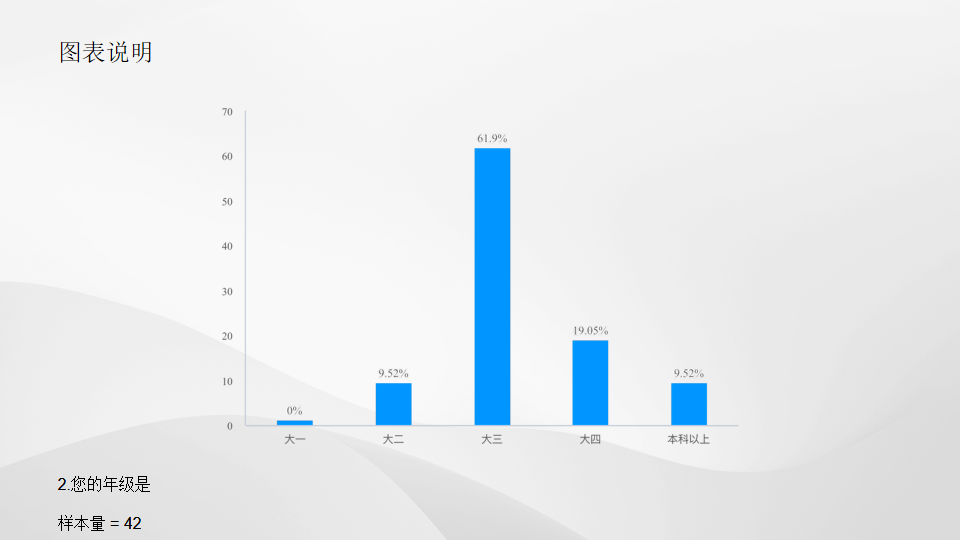 图表说明
70
61.9%
60
50
40
30
20
19.05%
10
9.52%
9.52%
0%
0
大一
大二
大三
大四
本科以上
2.您的年级是
样本量 = 42